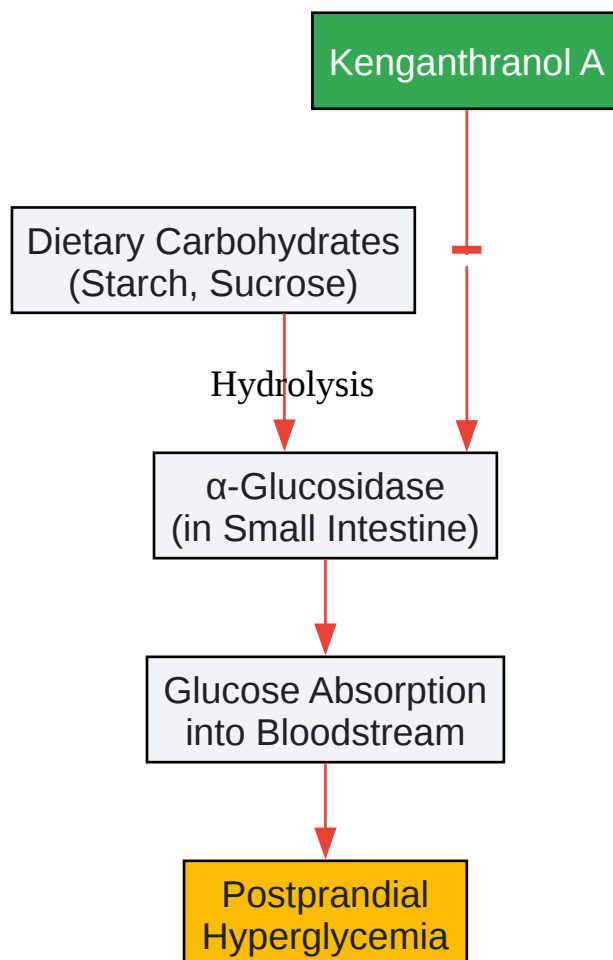 Kenganthranol A
Dietary Carbohydrates
(Starch, Sucrose)
Hydrolysis
α-Glucosidase
(in Small Intestine)
Glucose Absorption
into Bloodstream
Postprandial
Hyperglycemia